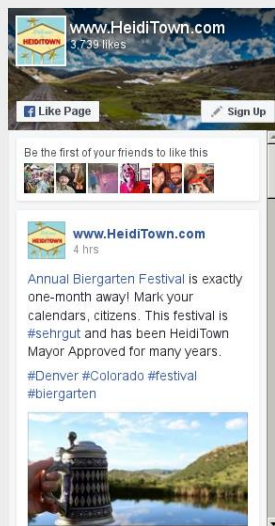 www.HeidiTown.com
HEIDITOWN
3,739 likes
Like Page
Sign Up
Be the first of your friends to like this
HEIDITOWN
www.HeidiTown.com
4 hrs
Annual Biergarten Festival is exactly
one-month away! Mark your
calendars, citizens. This festival is
#sehrgut and has been HeidiTown
Mayor Approved for many years.
#Denver #Colorado #festival
#biergarten